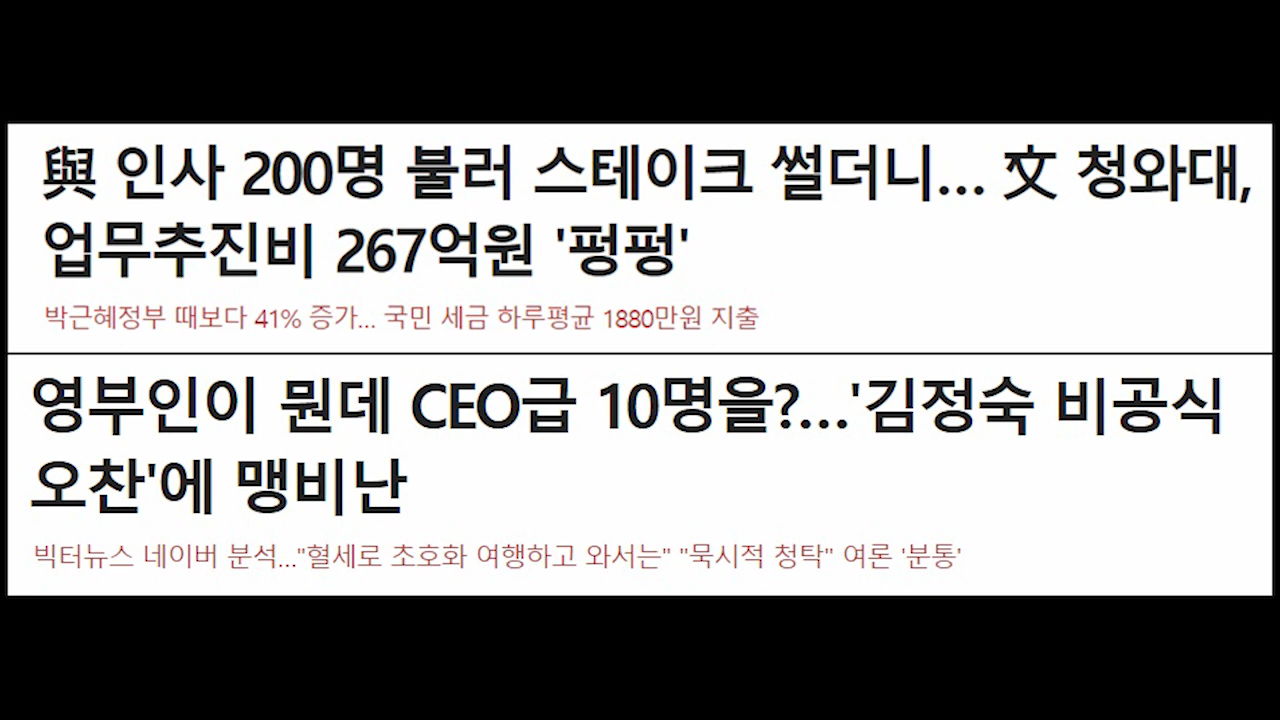 與 인사 200명 불러 스테이크 썰더니... 文 청와대,
업무추진비 267억원 '펑펑'
박근혜정부 때보다 41% 증가... 국민 세금 하루평균 1880만원 지출
영부인이 뭔데 CEO급 10명을?...'김정숙 비공식
오찬'에 맹비난
빅터뉴스 네이버 분석..."혈세로 초호화 여행하고 와서는" "묵시적 청탁" 여론 '분통'